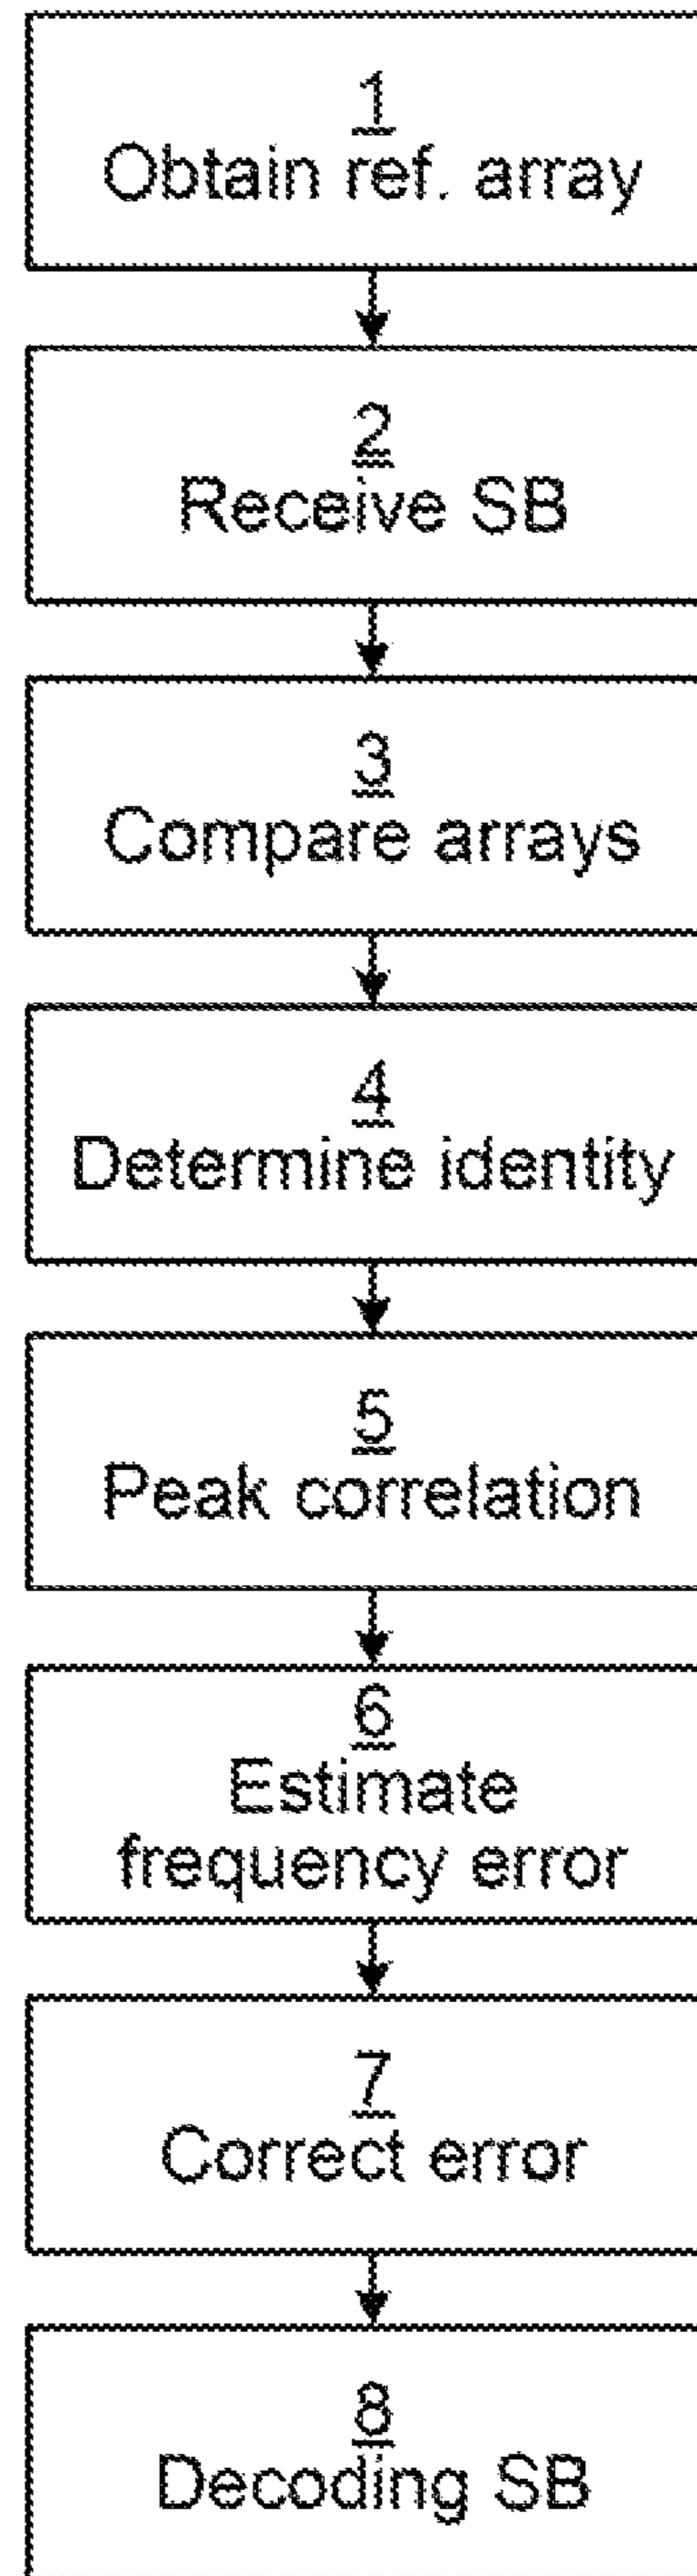 1
Obtain ref. array
2
Receive SB
3
Compare arrays
4
Determine identity
5
Peak correlation
6
Estimate
frequency error
7
Correct error
8
Decoding SB